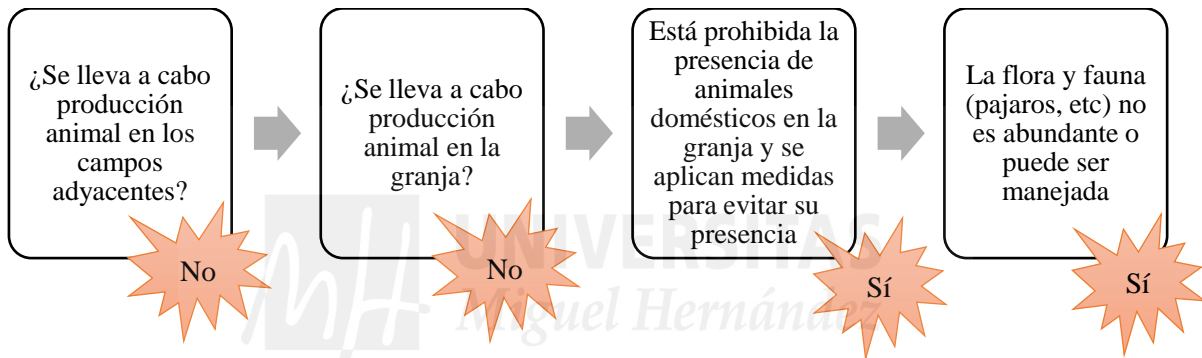 ¿Se lleva a cabo
producción
animal en los
campos
adyacentes?
No
¿Se lleva a cabo
producción
animal en la
granja?
No
Está prohibida la
presencia de
animales
domésticos en la
granja y se
aplican medidas
para evitar su
presencia
Sí
La flora y fauna
(pajaros, etc) no
es abundante o
puede ser
manejada
Sí
UNIVERSITAS
Miguel Hernández